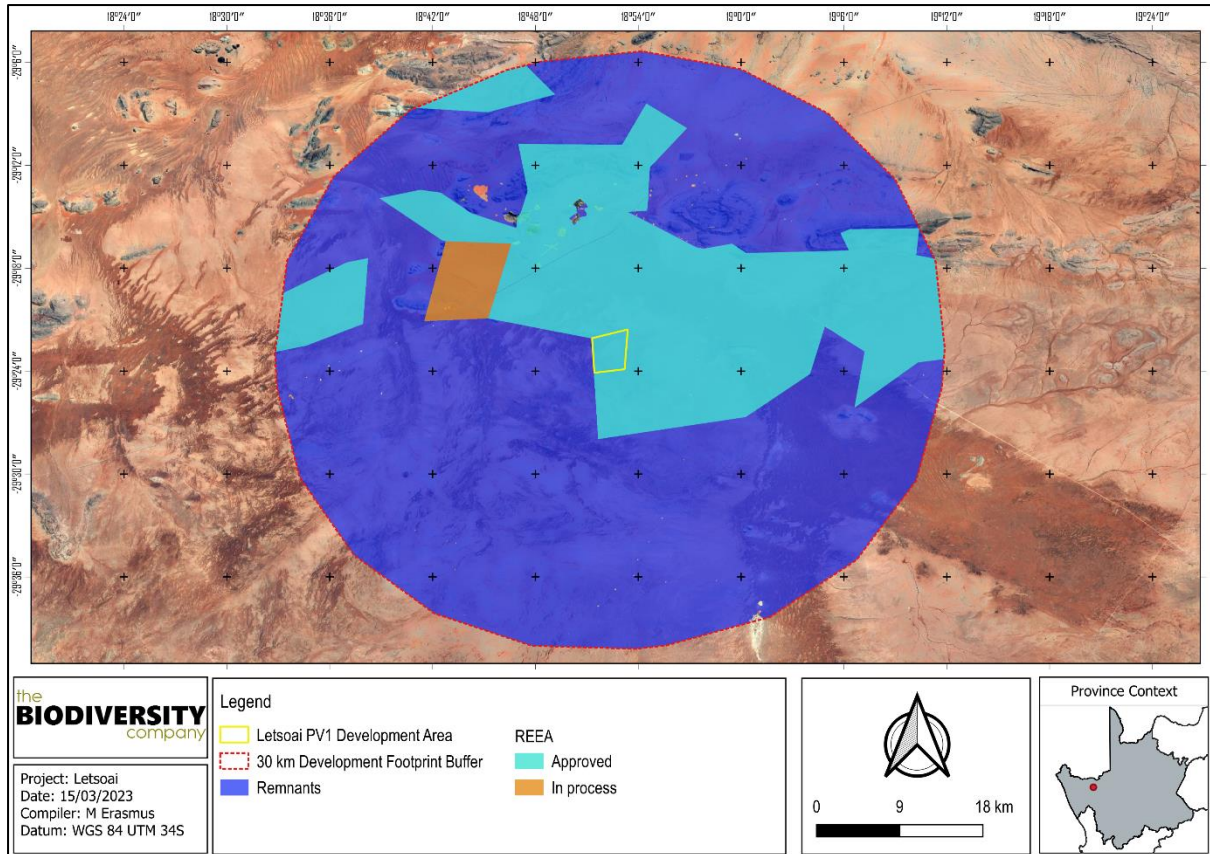 18°24'0" 18°30'0" 18°36'0" 18°42'0" 18°48'0" 18°54'0" 19°0'0" 19°6'0" 19°12'0" 19°18'0" 19°24'0"
-29°6'0"
-29°12'0"
-29°18'0"
-29°24'0"
-29°30'0"
-29°36'0"
the
BIODIVERSITY
company
Project: Letsoai
Date: 15/03/2023
Compiler: M Erasmus
Datum: WGS 84 UTM 34S
Legend
Letsoai PV1 Development Area
30 km Development Footprint Buffer
Remnants
REEA
Approved
In process
0 9 18 km
Province Context